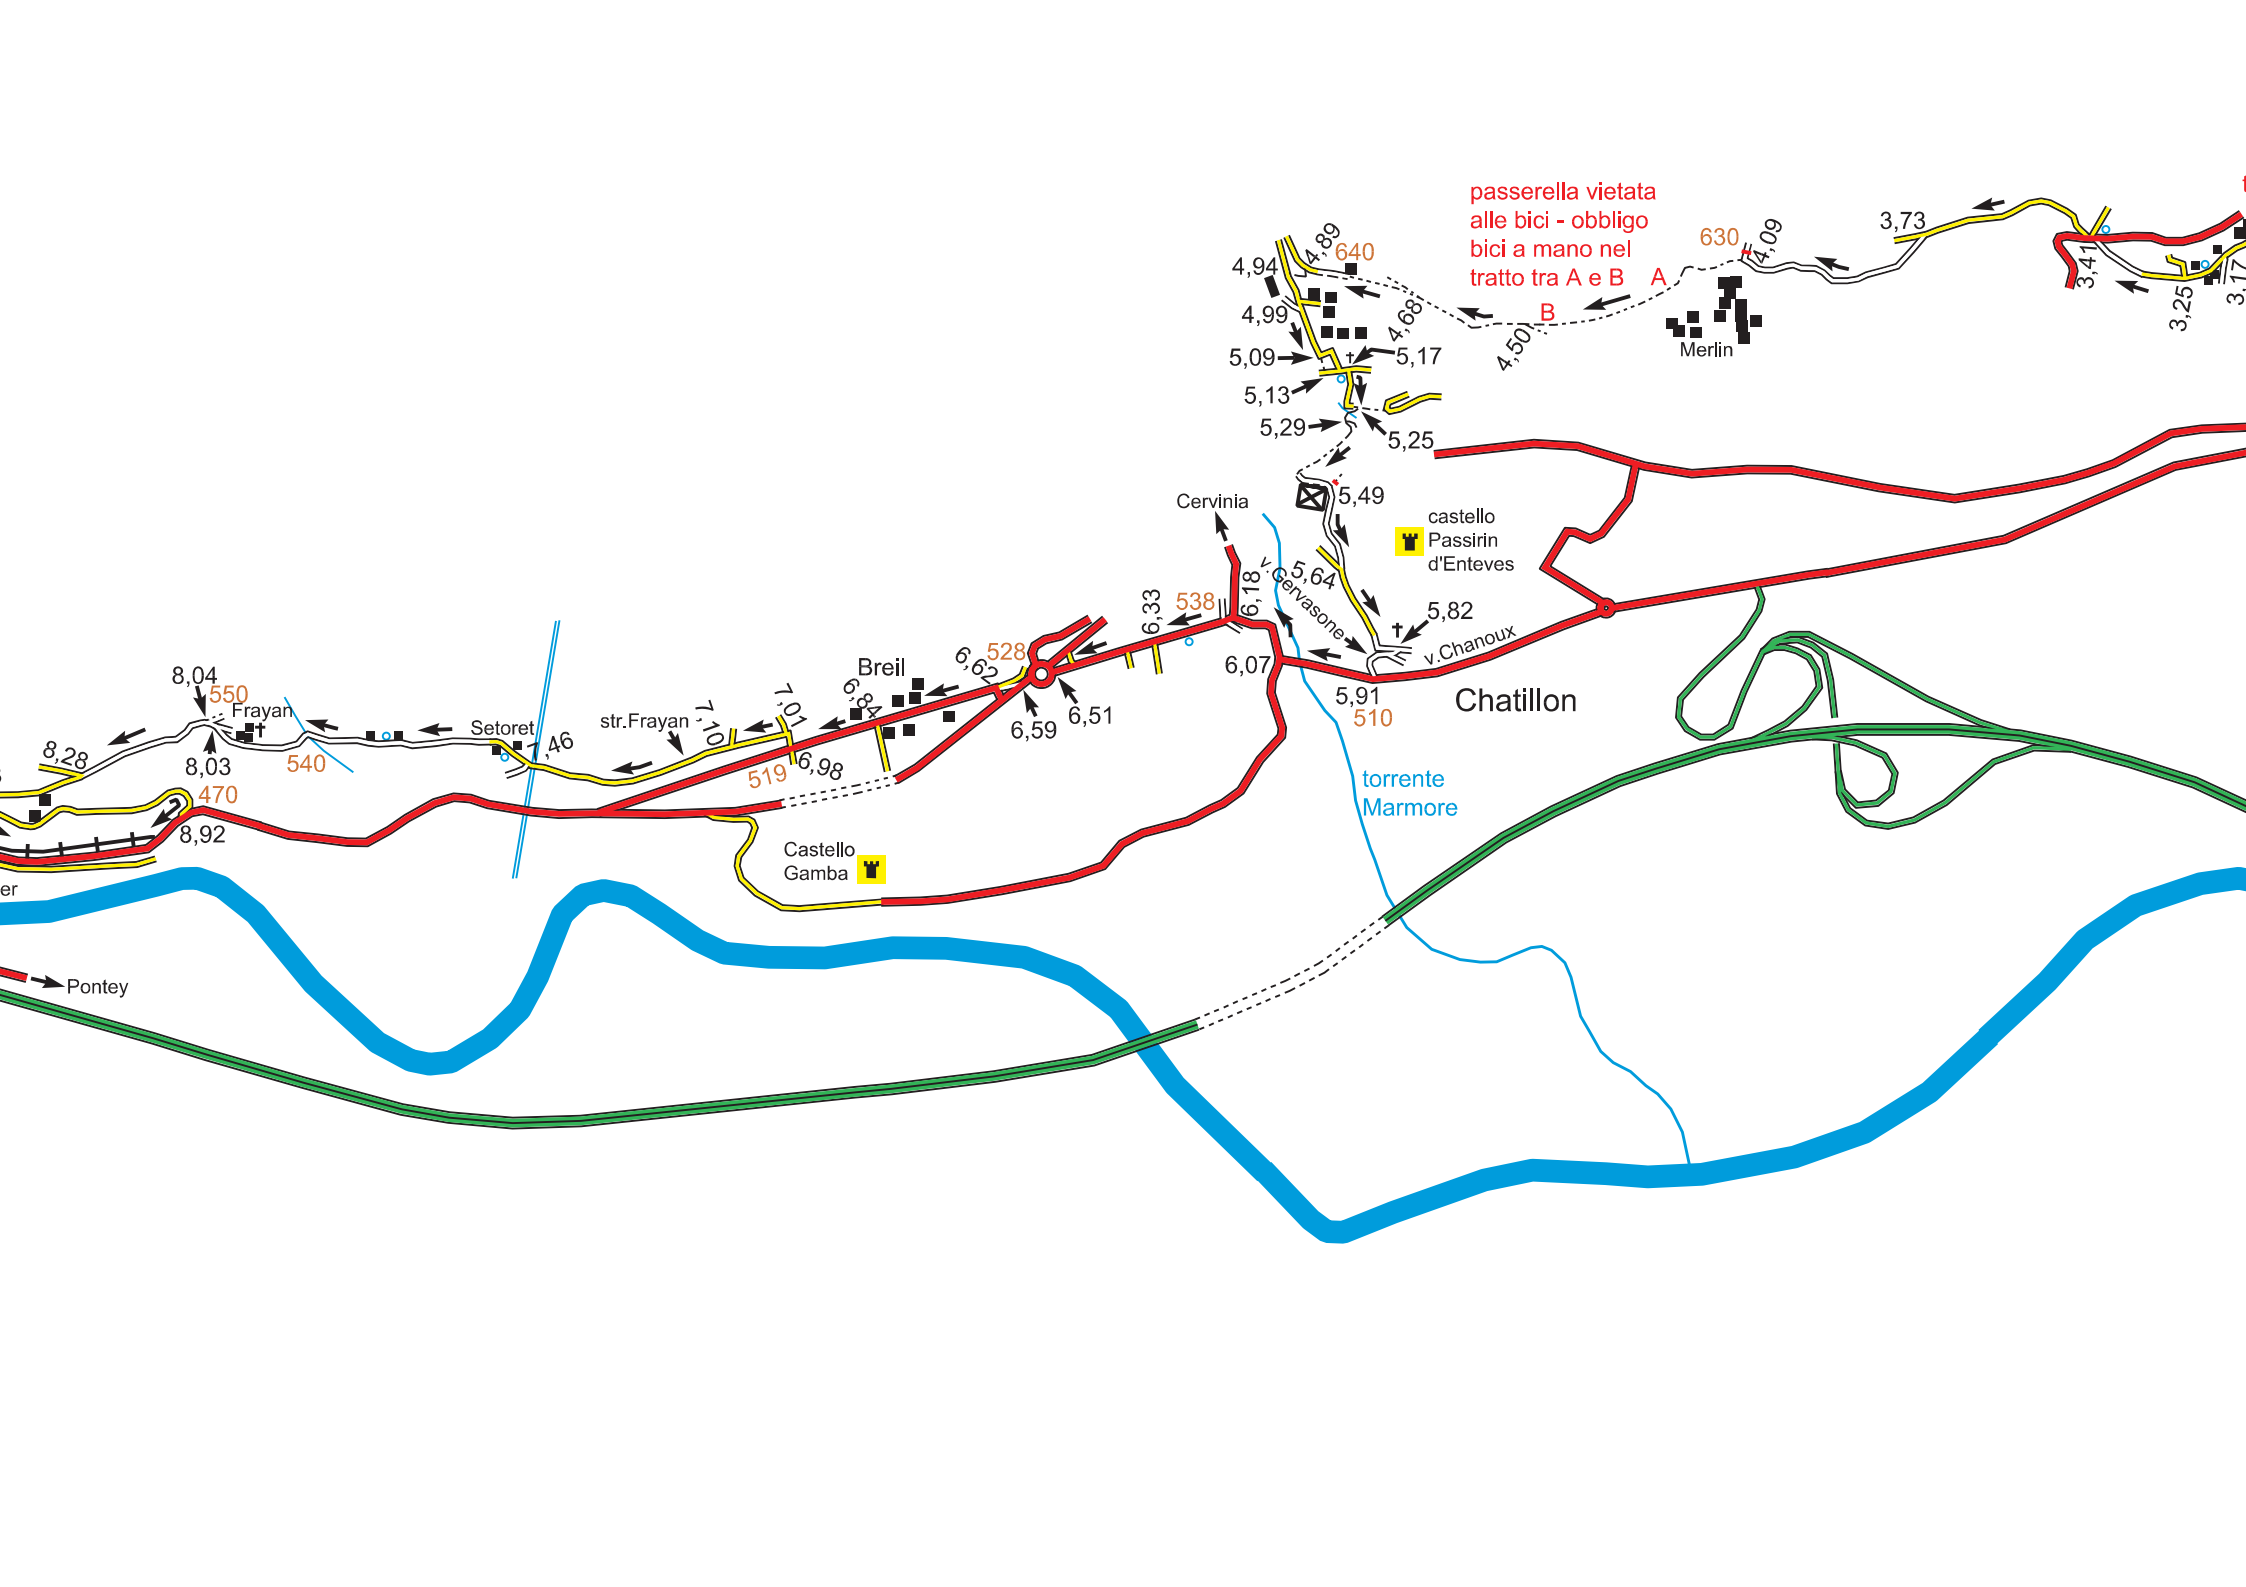 passerella vietata
alle bici - obbligo
bici a mano nel
tratto tra A e B
A
B
630
4,09
3,73
3,41
3,25
3,17
Merlin
4,50
4,68
640
4,89
4,94
4,99
5,09
5,17
5,13
5,29
5,25
5,49
Cervinia
castello
Passirin
d'Enteves
v.Gervasone
5,64
5,82
v.Chanoux
6,18
538
6,33
6,07
5,91
510
Chatillon
528
6,62
6,51
6,59
Breil
6,84
7,01
7,10
str.Frayan
6,98
519
Setoret
7,46
8,04
550
Frayan
540
8,03
8,28
470
8,92
torrente
Marmore
Castello
Gamba
er
Pontey